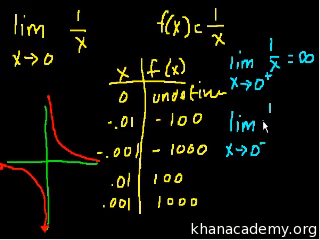 lim 1/x
x→0
f(x)=1/x
x f(x)
0 undefine
-.01 -100
-.001 -1000
.01 100
.001 1000
lim 1/x = ∞
x→0⁺
lim 1
x→0⁻
khanacademy.org